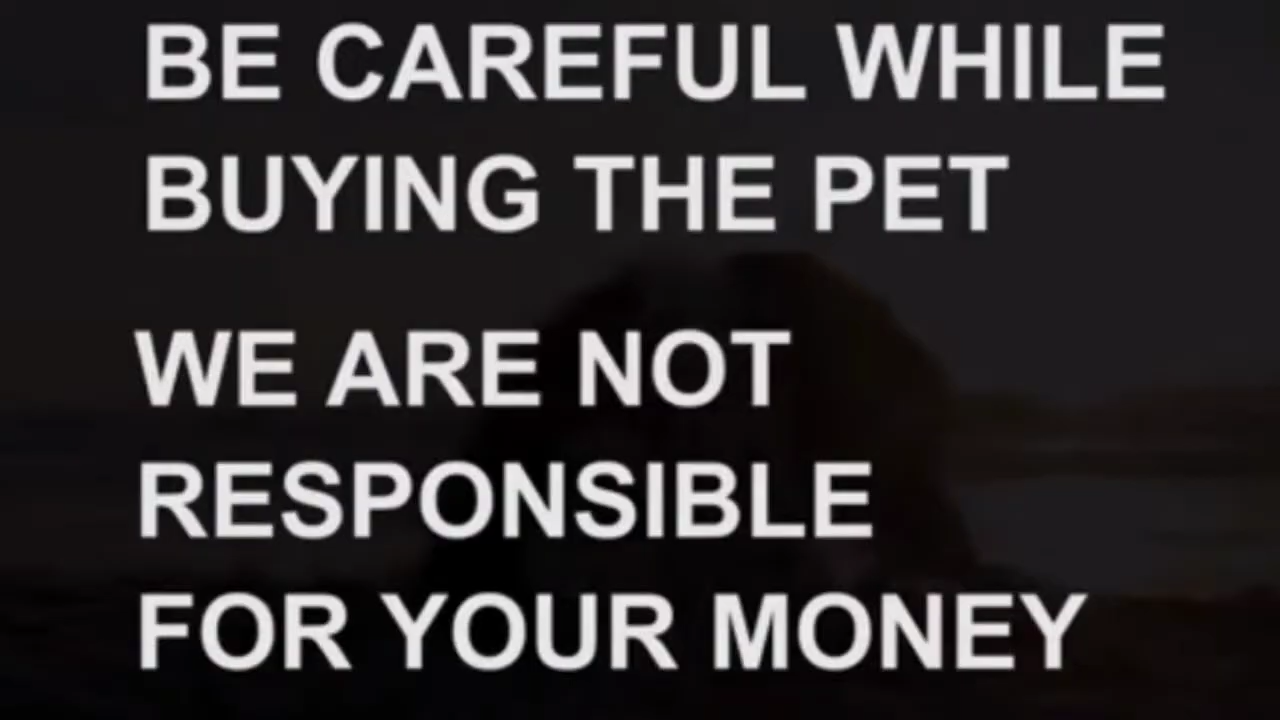 BE CAREFUL WHILE
BUYING THE PET
WE ARE NOT
RESPONSIBLE
FOR YOUR MONEY